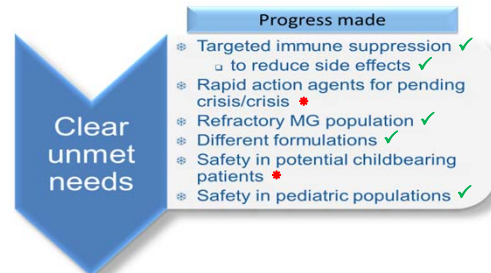 Progress made
Clear
unmet
needs
Targeted immune suppression ✓
to reduce side effects ✓
Rapid action agents for pending
crisis/crisis *
Refractory MG population ✓
Different formulations ✓
Safety in potential childbearing
patients *
Safety in pediatric populations ✓